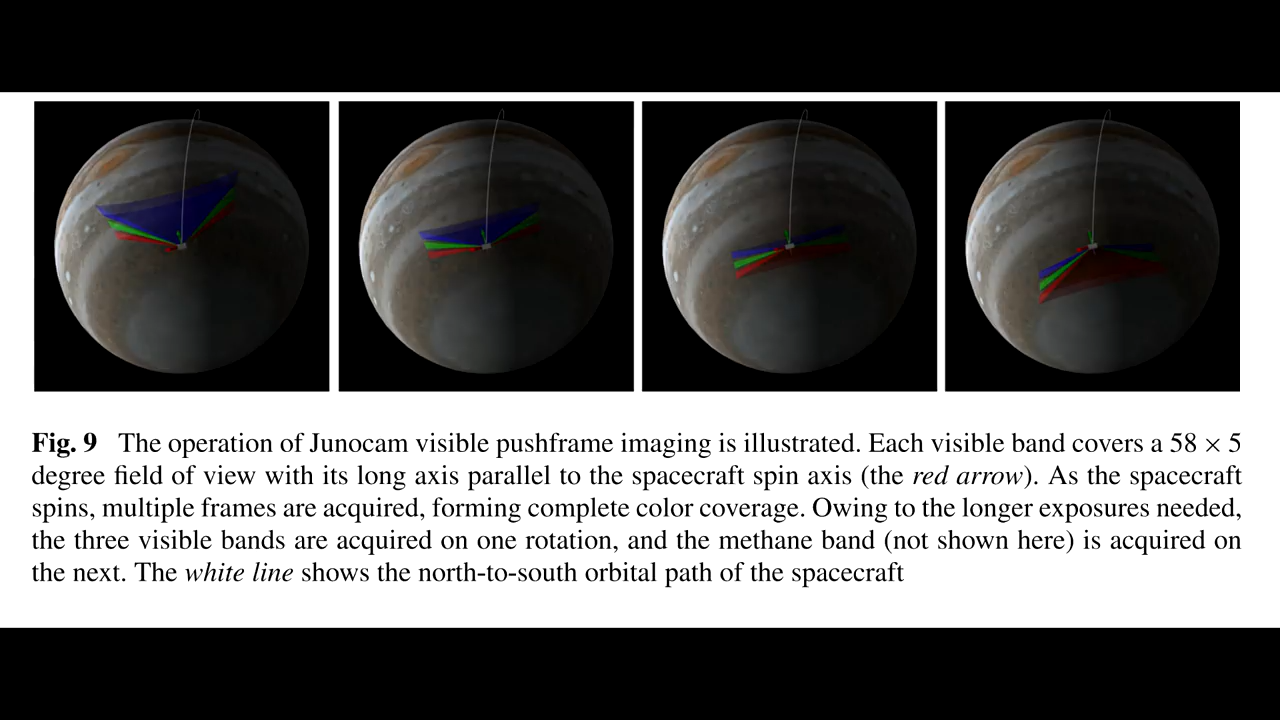 Fig. 9 The operation of Junocam visible pushframe imaging is illustrated. Each visible band covers a 58 × 5
degree field of view with its long axis parallel to the spacecraft spin axis (the red arrow). As the spacecraft
spins, multiple frames are acquired, forming complete color coverage. Owing to the longer exposures needed,
the three visible bands are acquired on one rotation, and the methane band (not shown here) is acquired on
the next. The white line shows the north-to-south orbital path of the spacecraft